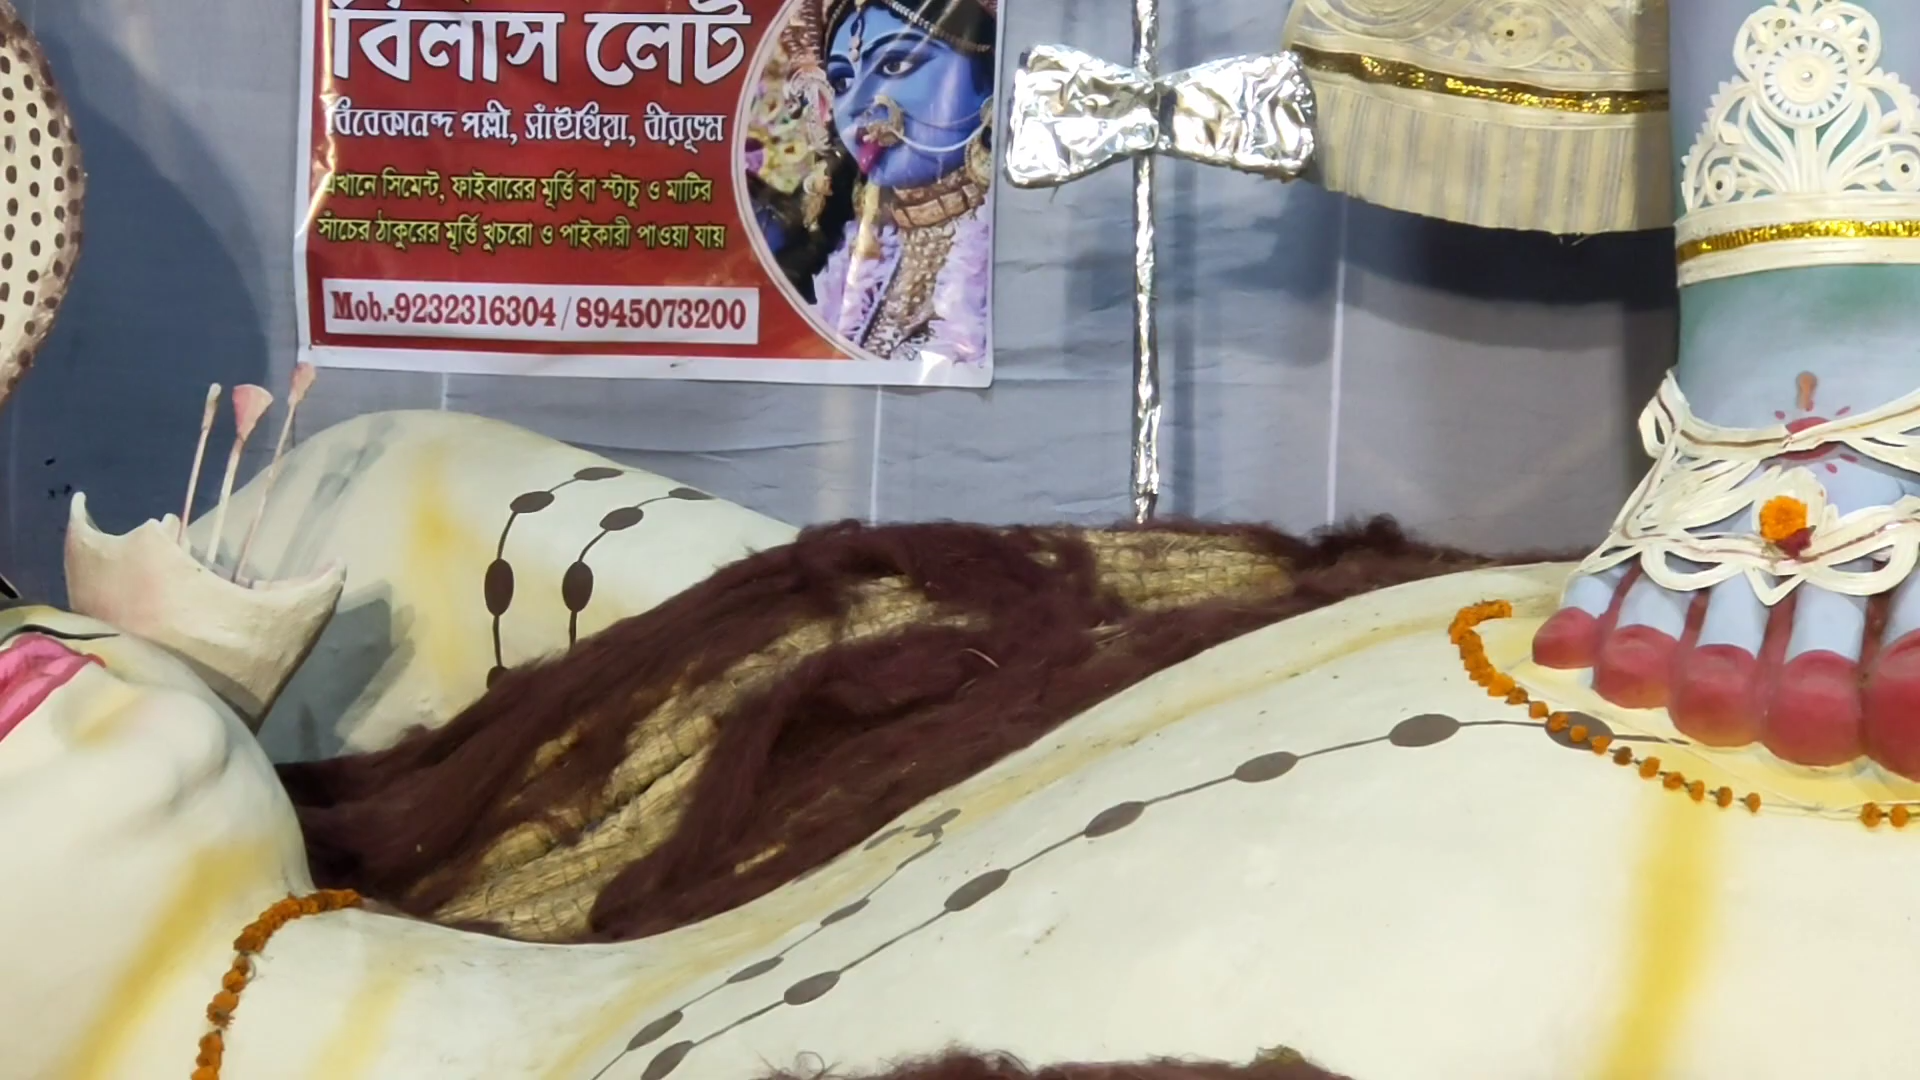 বিলাস লেট
বিবেকানন্দ পল্লী, সাঁইথিয়া, বীরভূম
এখানে সিমেন্ট, ফাইবারের মূর্ত্তি বা স্টাচু ও মাটির
সাঁচের ঠাকুরের মূর্ত্তি খুচরো ও পাইকারী পাওয়া যায়
Mob.-9232316304 / 8945073200